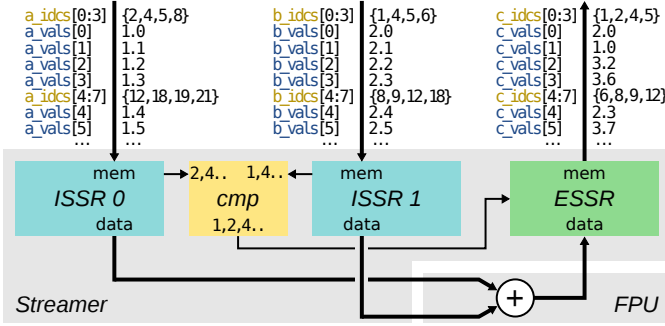 a_idcs[0:3] {2,4,5,8}
a_vals[0] 1.0
a_vals[1] 1.1
a_vals[2] 1.2
a_vals[3] 1.3
a_idcs[4:7] {12,18,19,21}
a_vals[4] 1.4
a_vals[5] 1.5
... ...
b_idcs[0:3] {1,4,5,6}
b_vals[0] 2.0
b_vals[1] 2.1
b_vals[2] 2.2
b_vals[3] 2.3
b_idcs[4:7] {8,9,12,18}
b_vals[4] 2.4
b_vals[5] 2.5
... ...
c_idcs[0:3] {1,2,4,5}
c_vals[0] 2.0
c_vals[1] 1.0
c_vals[2] 3.2
c_vals[3] 3.6
c_idcs[4:7] {6,8,9,12}
c_vals[4] 2.3
c_vals[5] 3.7
... ...
mem
ISSR 0
data
2,4.. 1,4..
cmp
1,2,4..
mem
ISSR 1
data
mem
ESSR
data
+
Streamer
FPU